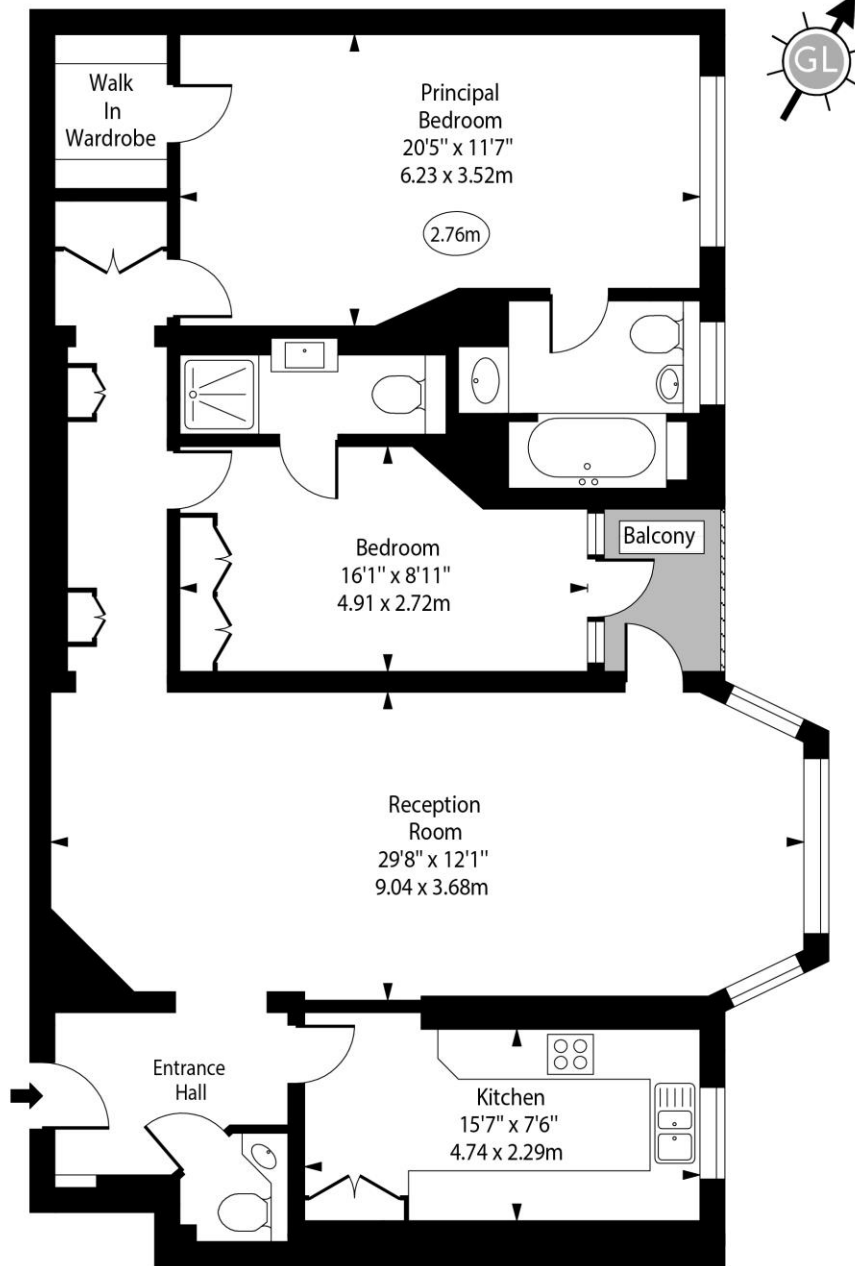 GL
Walk
In
Wardrobe
Principal
Bedroom
20'5'' x 11'7"
6.23 x 3.52m
2.76m
Balcony
Bedroom
16'1'' x 8'11"
4.91 x 2.72m
Reception
Room
29'8'' x 12'1''
9.04 x 3.68m
Entrance
Hall
Kitchen
15'7'' x 7'6''
4.74 x 2.29m